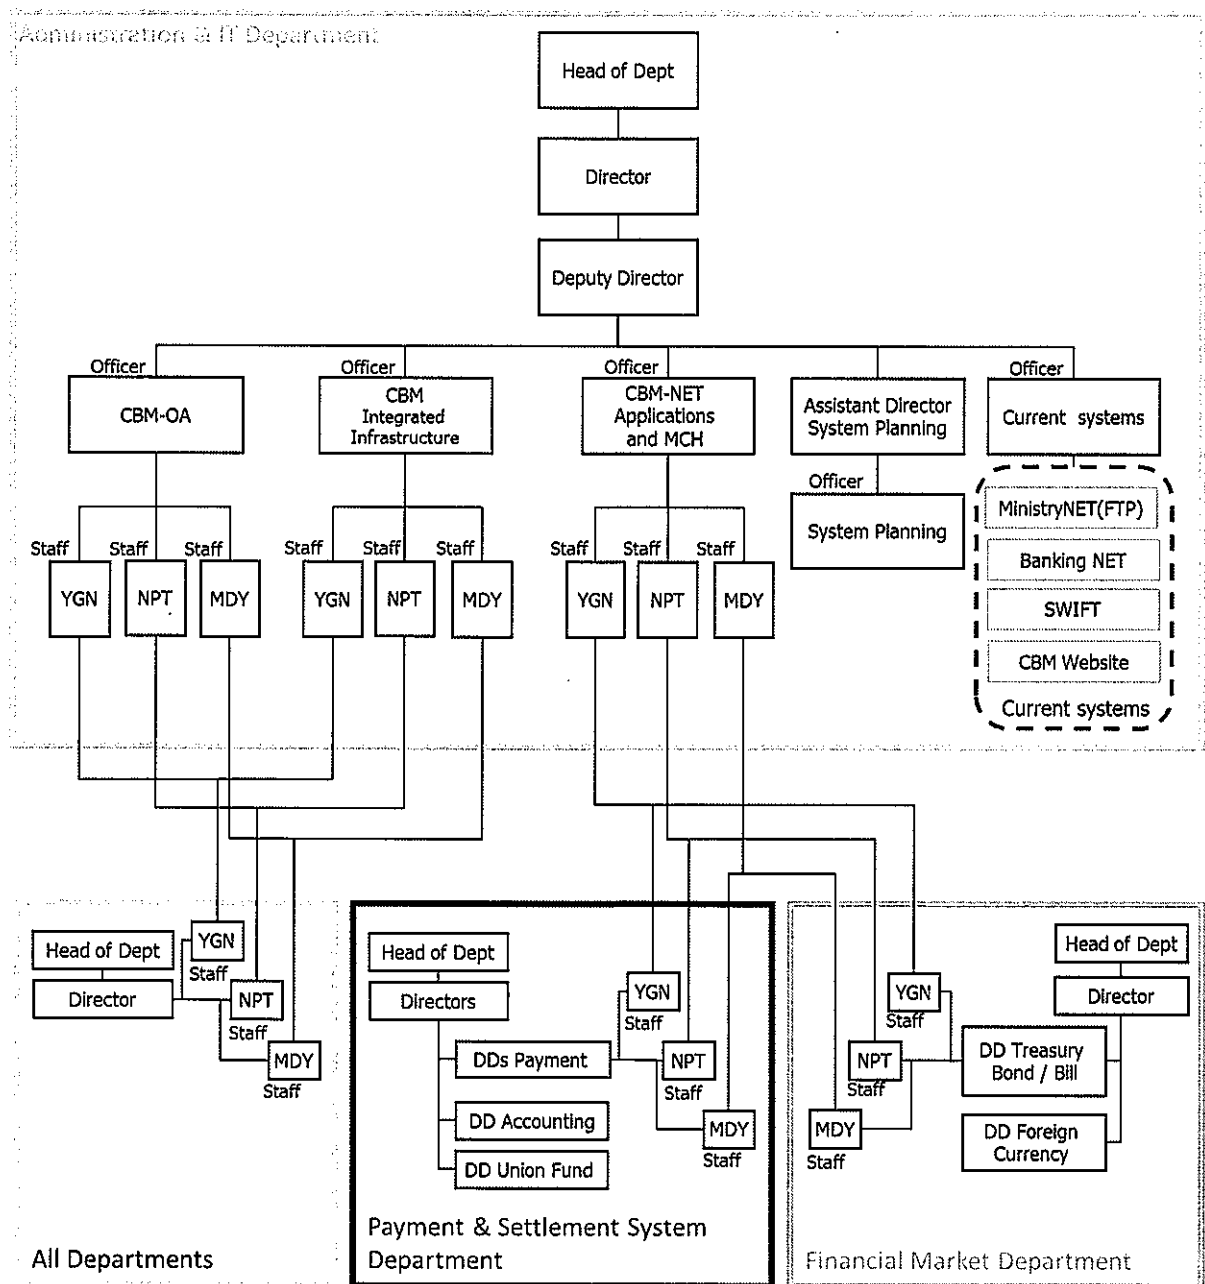 Administration & IT Department
Head of Dept
Director
Deputy Director
Officer
CBM-OA
Officer
CBM
Integrated
Infrastructure
Officer
CBM-NET
Applications
and MCH
Assistant Director
System Planning
Officer
Current systems
Officer
System Planning
MinistryNET(FTP)
Banking NET
SWIFT
CBM Website
Current systems
Staff
YGN
Staff
NPT
Staff
MDY
Staff
YGN
Staff
NPT
Staff
MDY
Staff
YGN
Staff
NPT
Staff
MDY
Head of Dept
Director
YGN
Staff
NPT
Staff
MDY
Staff
All Departments
Head of Dept
Directors
DDs Payment
DD Accounting
DD Union Fund
YGN
Staff
NPT
Staff
MDY
Staff
Payment & Settlement System
Department
Head of Dept
Director
YGN
Staff
NPT
Staff
MDY
Staff
DD Treasury
Bond / Bill
DD Foreign
Currency
Financial Market Department